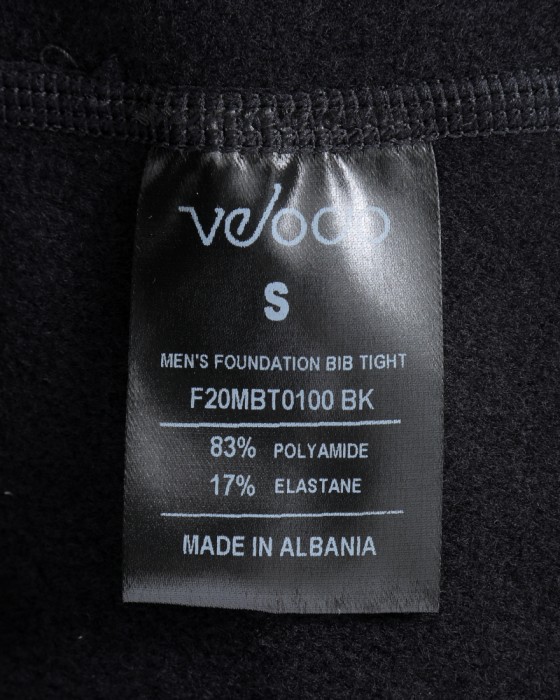 velocio
S
MEN'S FOUNDATION BIB TIGHT
F20MBT0100 BK
83% POLYAMIDE
17% ELASTANE
MADE IN ALBANIA